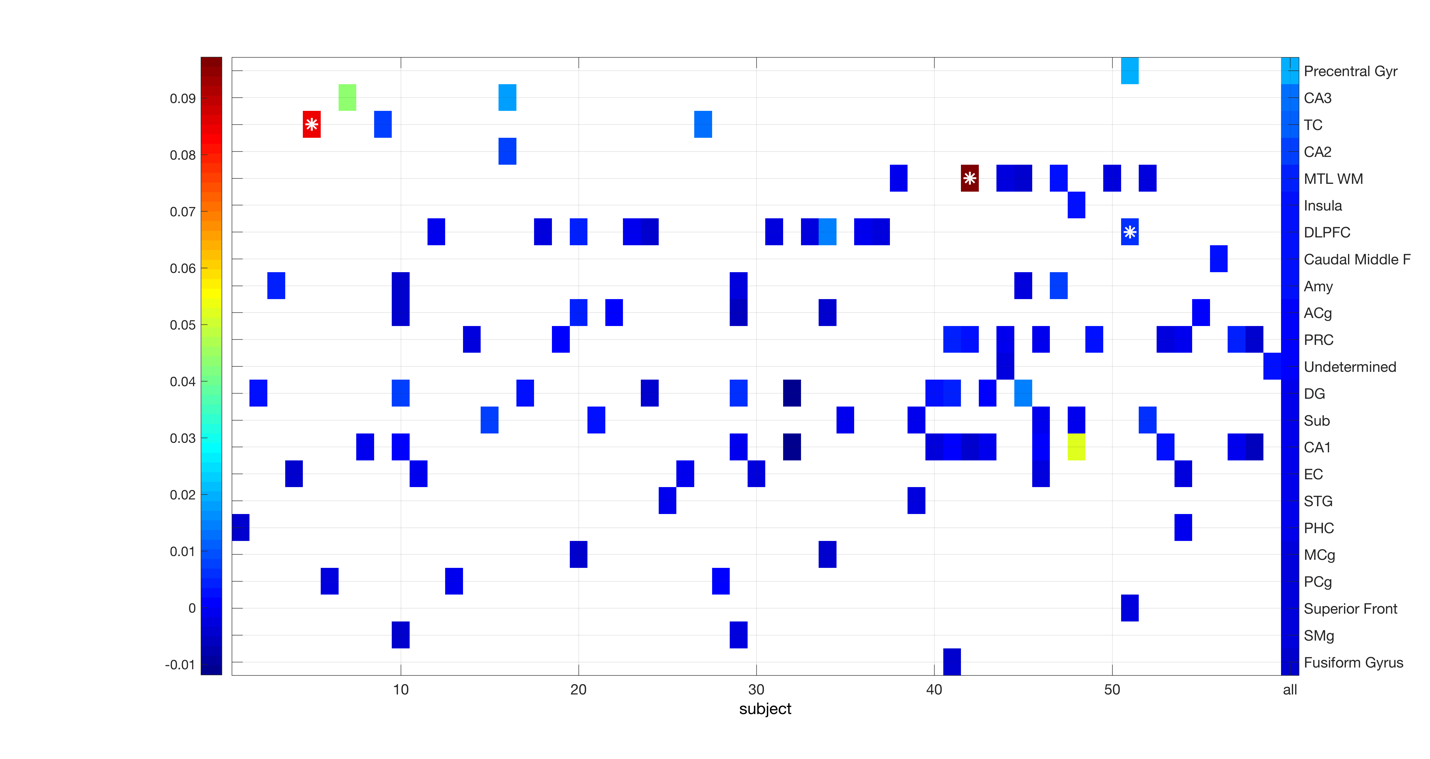 0.09
0.08
0.07
0.06
0.05
0.04
0.03
0.02
0.01
0
-0.01
Precentral Gyr
CA3
TC
CA2
MTL WM
Insula
DLPFC
Caudal Middle F
Amy
ACg
PRC
Undetermined
DG
Sub
CA1
EC
STG
PHC
MCg
PCg
Superior Front
SMg
Fusiform Gyrus
10 20 30 40 50 all
subject